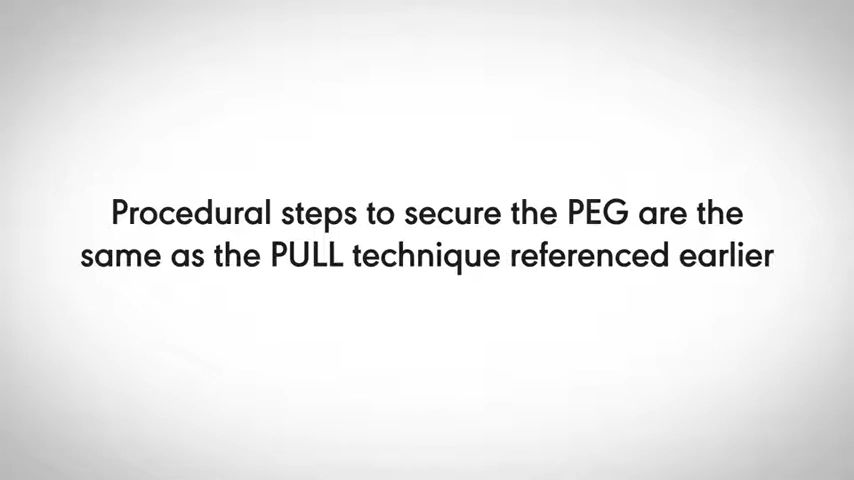 Procedural steps to secure the PEG are the
same as the PULL technique referenced earlier